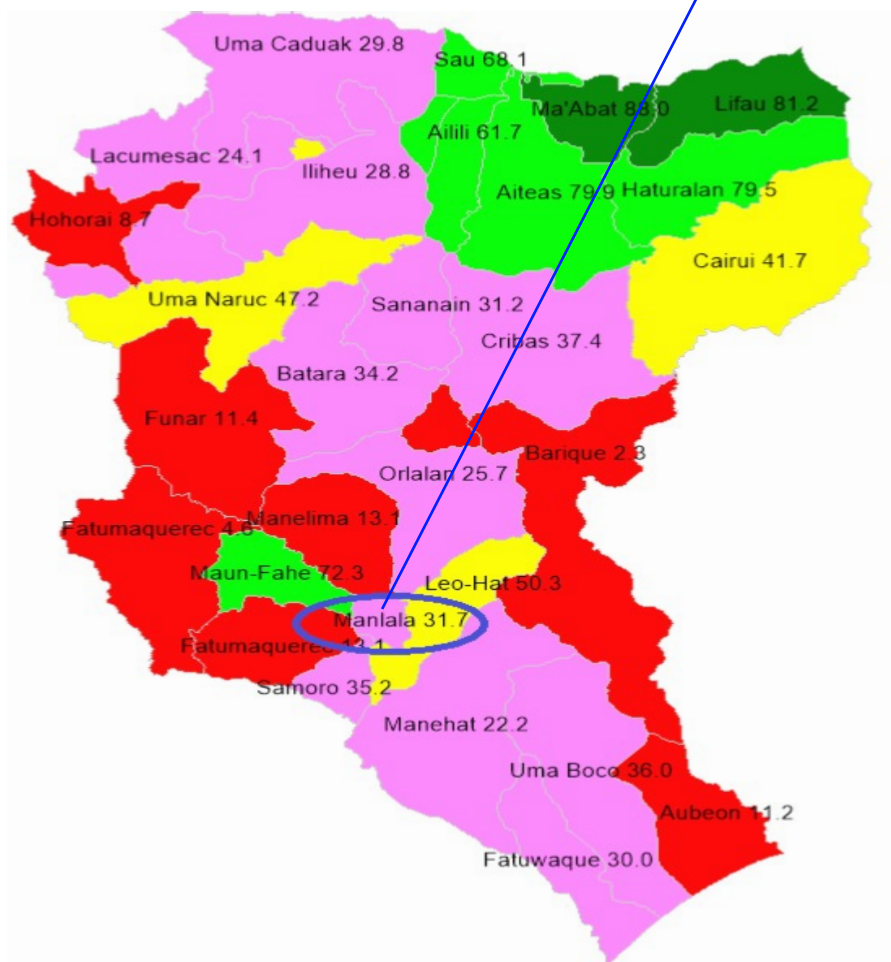 Uma Caduak 29.8
Sau 68.1
Ma'Abat 88.0
Lifau 81.2
Ailili 61.7
Lacumesac 24.1
Iliheu 28.8
Aiteas 79.9
Haturalan 79.5
Hohorai 8.7
Cairui 41.7
Uma Naruc 47.2
Sananain 31.2
Cribas 37.4
Batara 34.2
Funar 11.4
Barique 2.3
Orlalan 25.7
Manelima 13.1
Fatumaquerec 4.6
Maun-Fahe 72.3
Leo-Hat 50.3
Manlala 31.7
Fatumaquerec 13.1
Samoro 35.2
Manehat 22.2
Uma Boco 36.0
Aubeon 11.2
Fatuwaque 30.0